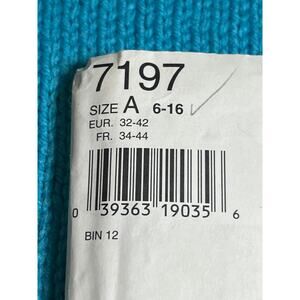 7197
SIZE A 6-16
EUR. 32-42
FR. 34-44
0 39363 19035 6
BIN 12